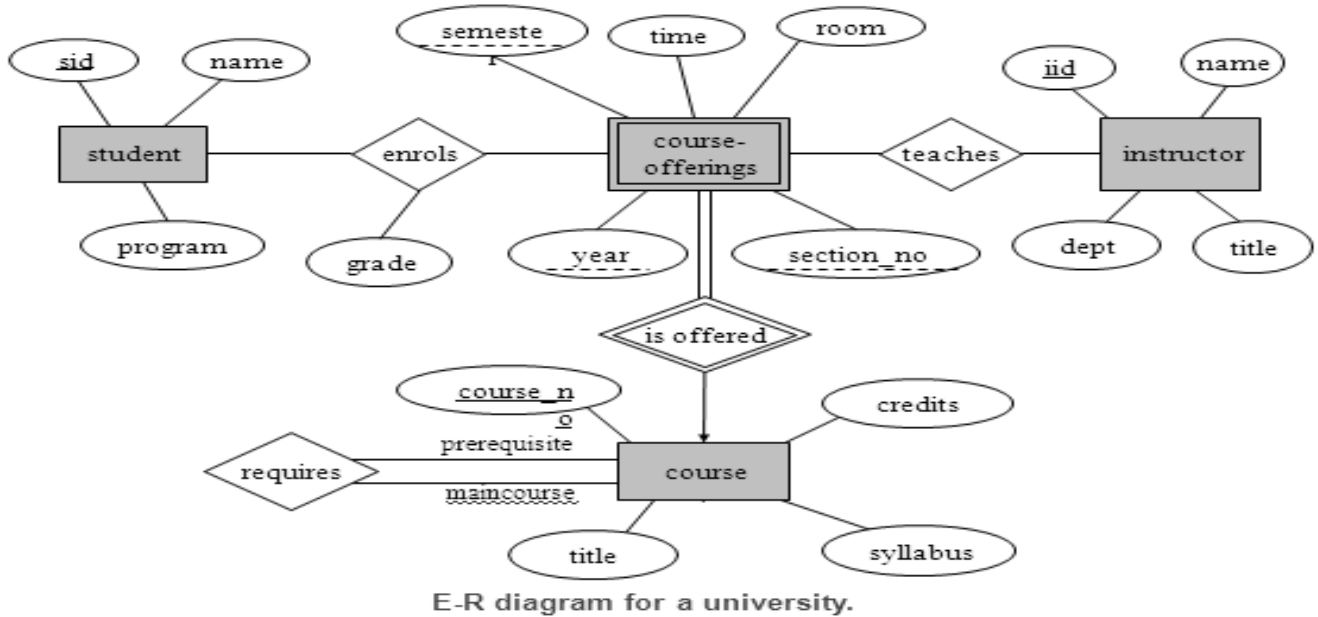 semeste
r
time
room
sid
name
iid
name
student
enrols
course-
offerings
teaches
instructor
program
grade
year
section_no
dept
title
is offered
course_n
o
credits
prerequisite
requires
course
maincourse
title
syllabus
E-R diagram for a university.